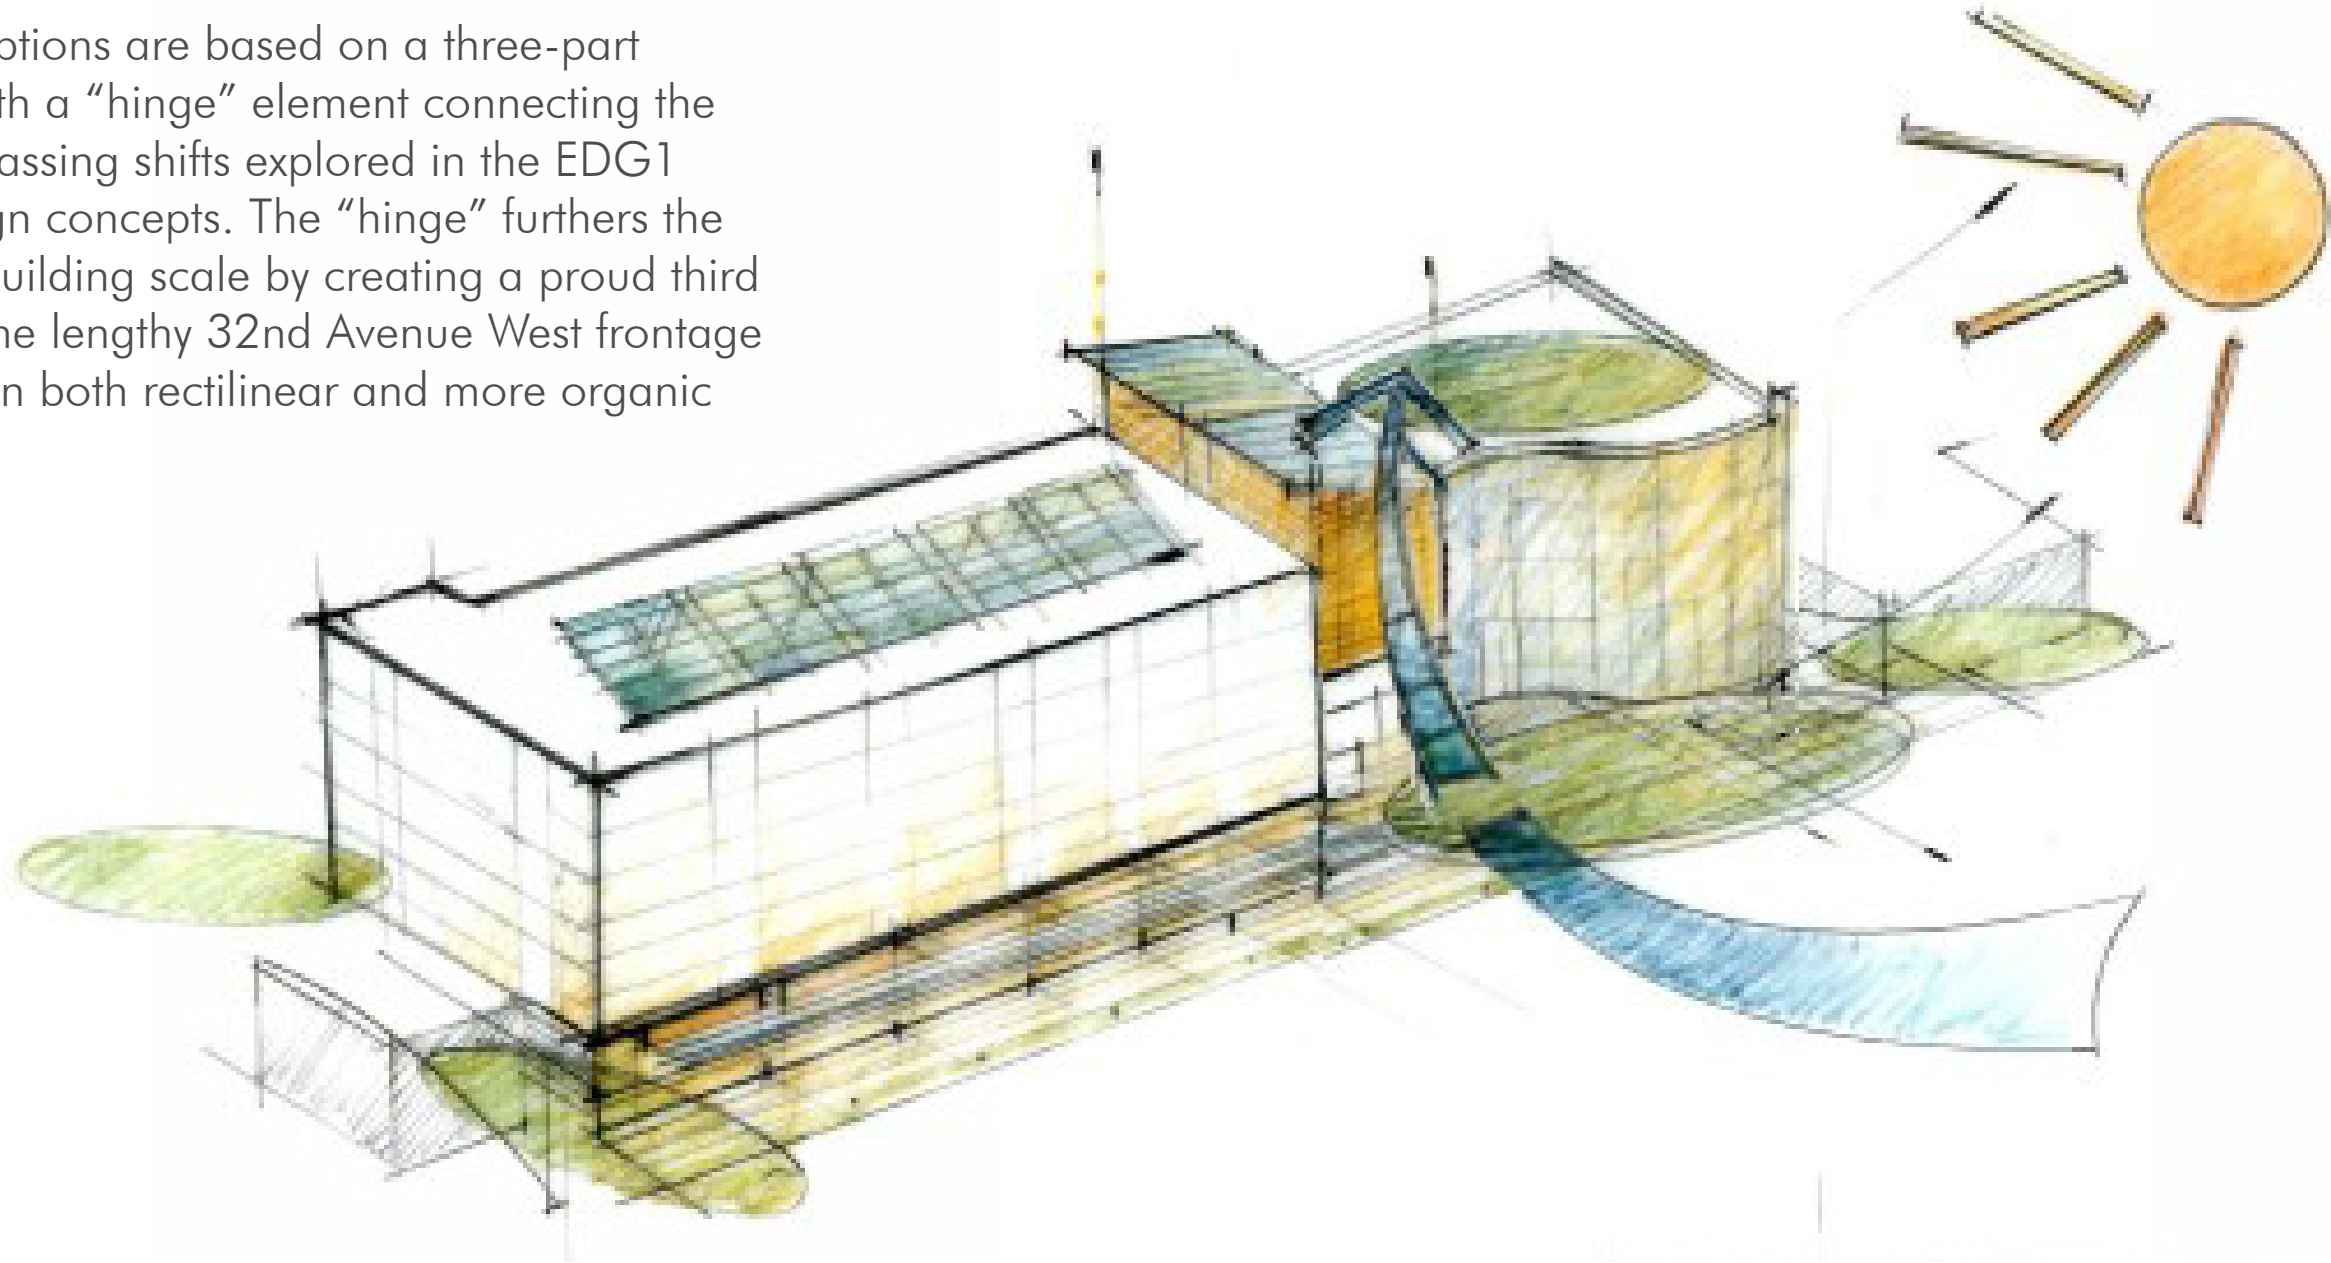 ptions are based on a three-part
th a “hinge” element connecting the
assing shifts explored in the EDG1
gn concepts. The “hinge” furthers the
uilding scale by creating a proud third
he lengthy 32nd Avenue West frontage
n both rectilinear and more organic